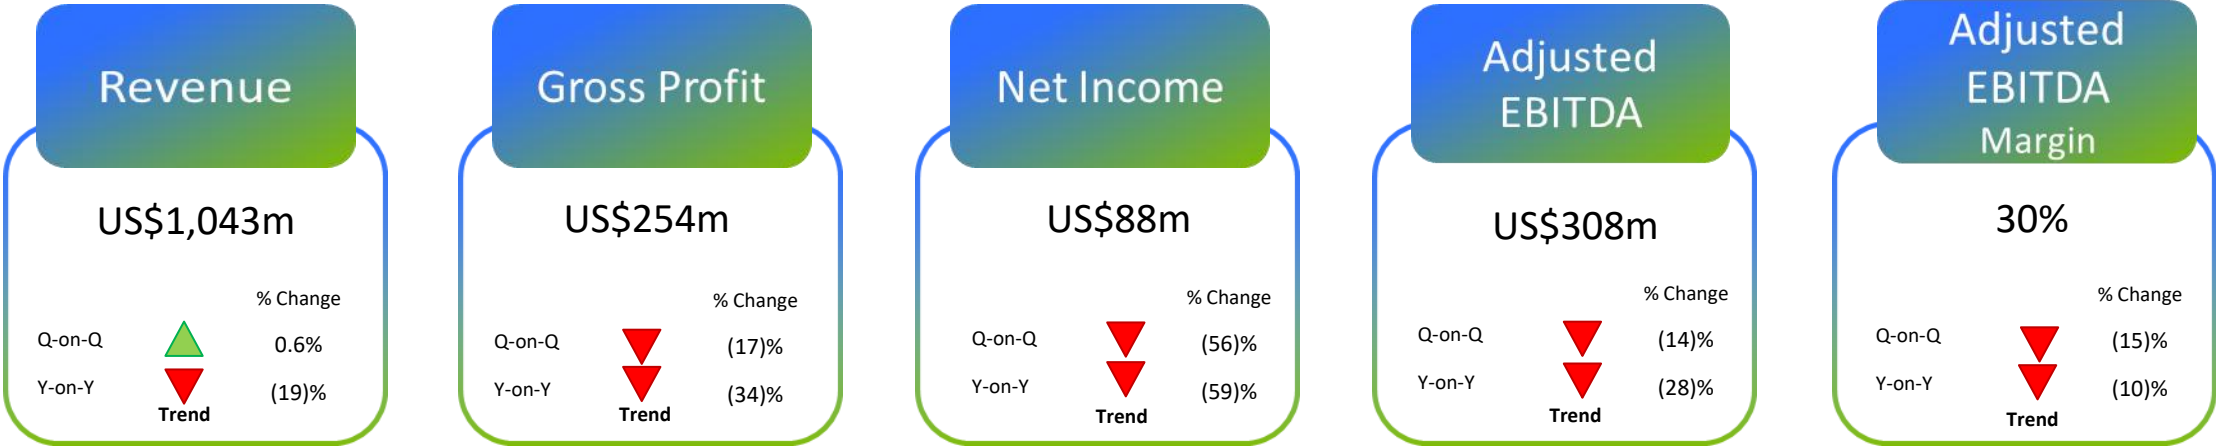 Revenue
US$1,043m
% Change
Q-on-Q 0.6%
Y-on-Y (19)%
Trend
Gross Profit
US$254m
% Change
Q-on-Q (17)%
Y-on-Y (34)%
Trend
Net Income
US$88m
% Change
Q-on-Q (56)%
Y-on-Y (59)%
Trend
Adjusted
EBITDA
US$308m
% Change
Q-on-Q (14)%
Y-on-Y (28)%
Trend
Adjusted
EBITDA
Margin
30%
% Change
Q-on-Q (15)%
Y-on-Y (10)%
Trend